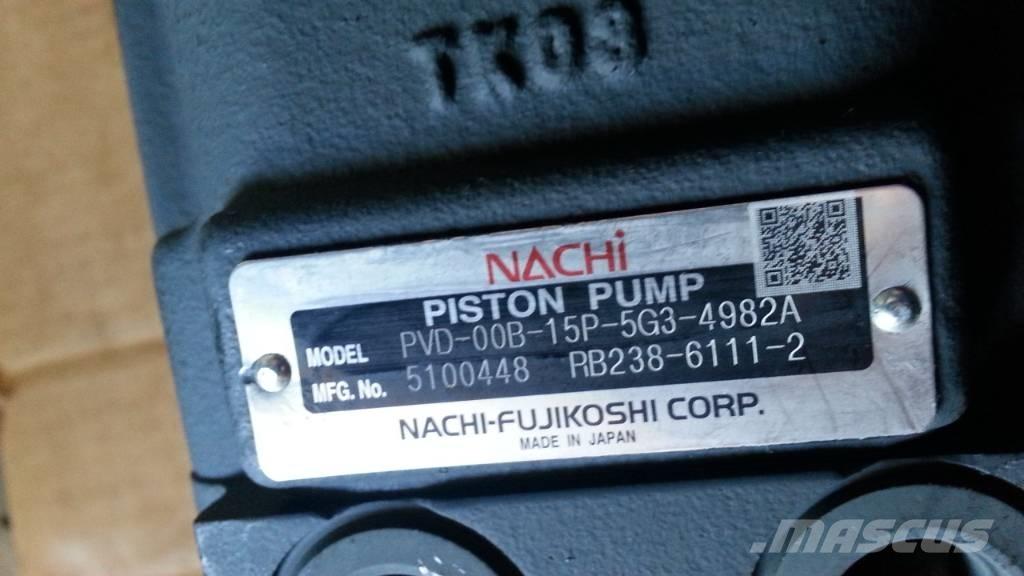 7K09
NACHi
PISTON PUMP
MODEL PVD-00B-15P-5G3-4982A
MFG. No. 5100448 RB238-6111-2
NACHI-FUJIKOSHI CORP.
MADE IN JAPAN
MASCUS